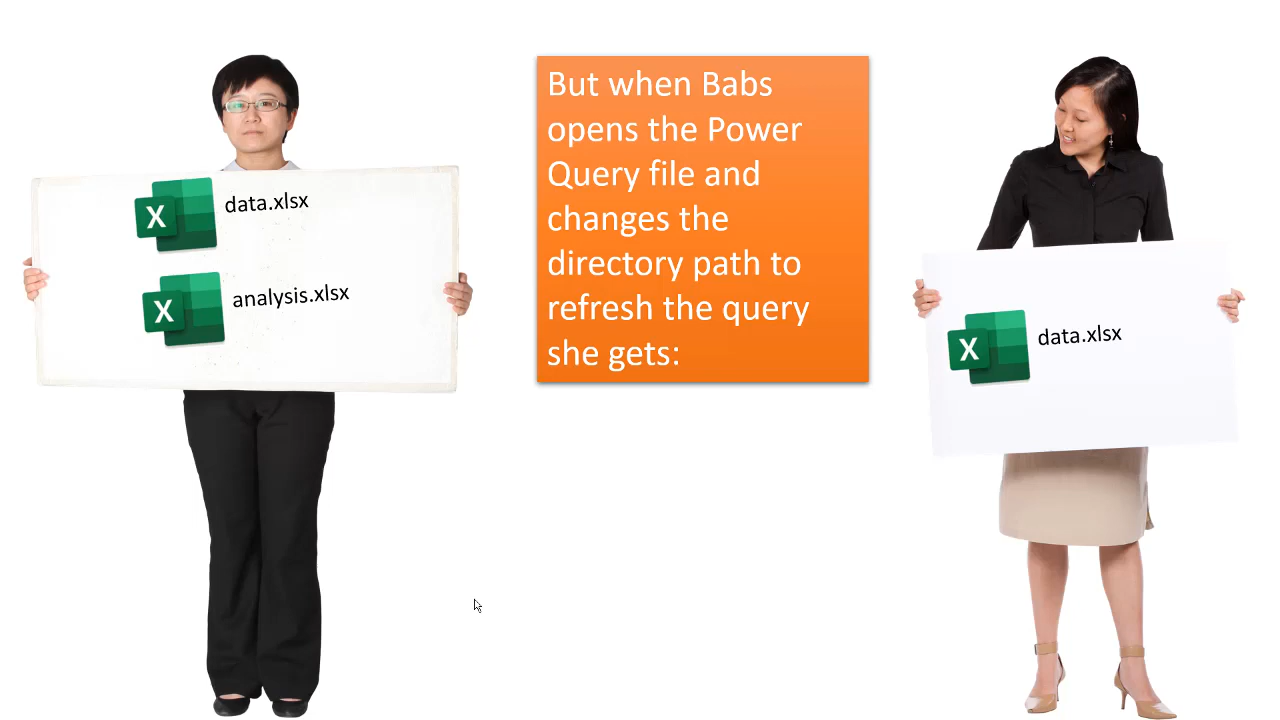 data.xlsx
analysis.xlsx
But when Babs
opens the Power
Query file and
changes the
directory path to
refresh the query
she gets:
X
X
X
data.xlsx